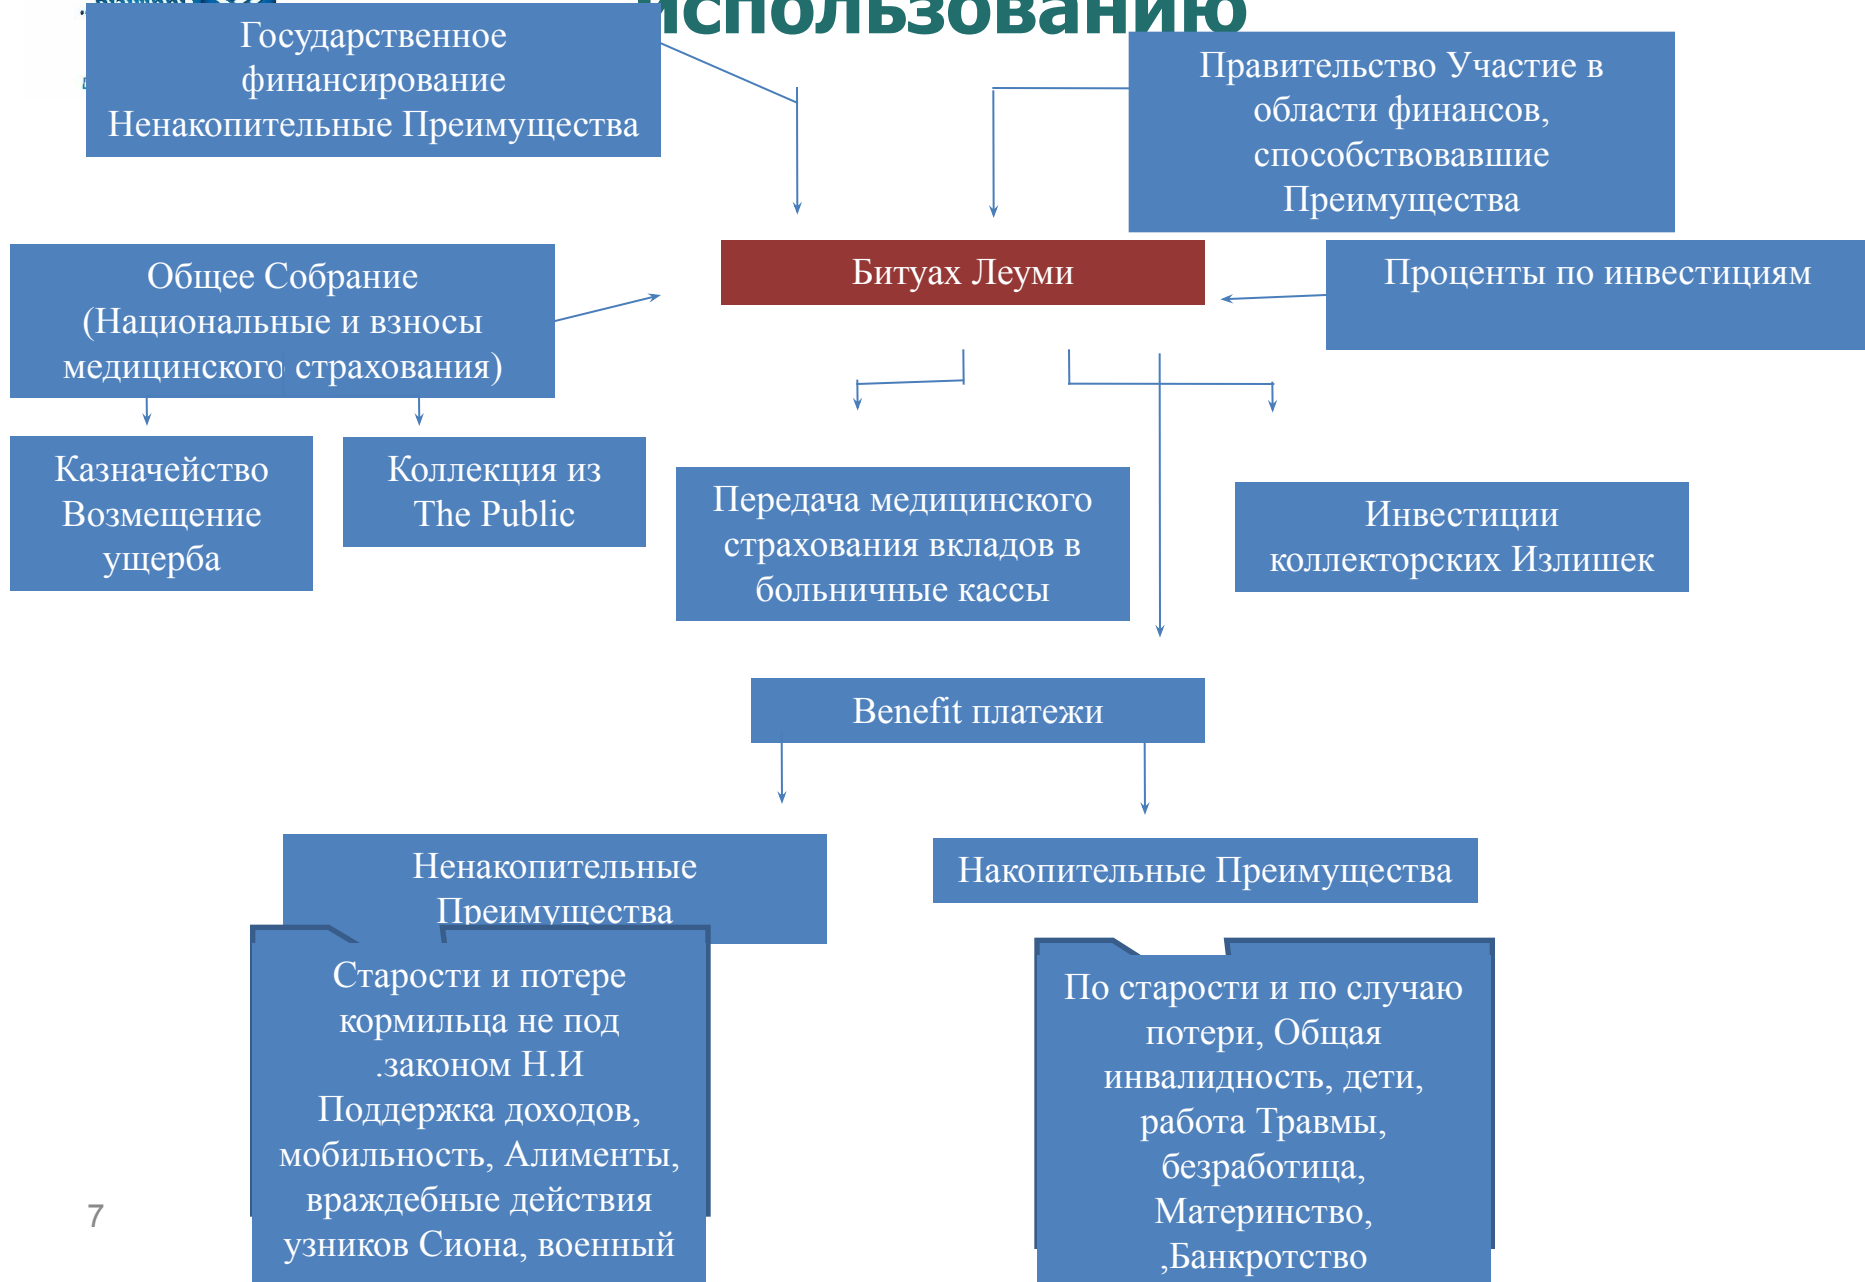 использованию
Государственное
финансирование
Ненакопительные Преимущества
Правительство Участие в
области финансов,
способствовавшие
Преимущества
Общее Собрание
(Национальные и взносы
медицинского страхования)
Битуах Леуми
Проценты по инвестициям
Казначейство
Возмещение
ущерба
Коллекция из
The Public
Передача медицинского
страхования вкладов в
больничные кассы
Инвестиции
коллекторских Излишек
Benefit платежи
Ненакопительные
Преимущества
Накопительные Преимущества
Старости и потере
кормильца не под
.законом Н.И
Поддержка доходов,
мобильность, Алименты,
враждебные действия
узников Сиона, военный
По старости и по случаю
потери, Общая
инвалидность, дети,
работа Травмы,
безработица,
Материнство,
,Банкротство
7